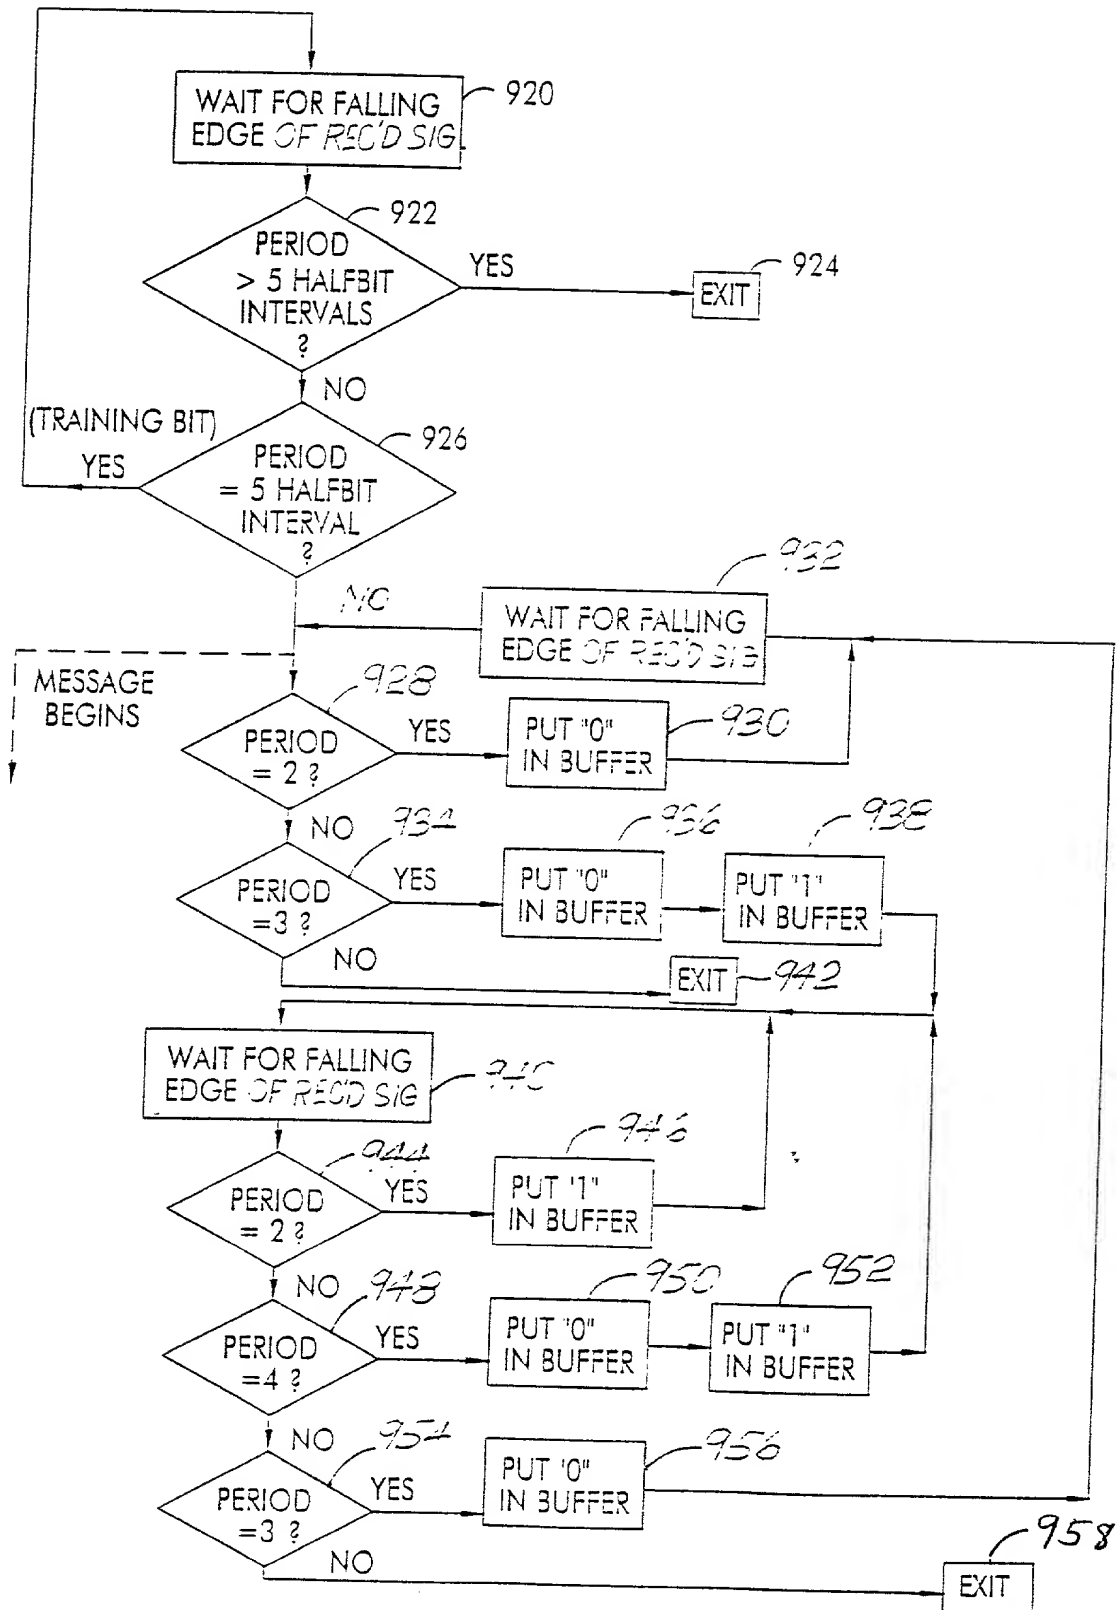 WAIT FOR FALLING
EDGE OF REC'D SIG
920
922
PERIOD
> 5 HALFBIT
INTERVALS
?
YES
EXIT
924
NO
(TRAINING BIT)
YES
926
PERIOD
= 5 HALFBIT
INTERVAL
?
NO
932
WAIT FOR FALLING
EDGE OF REC'D SIG
MESSAGE
BEGINS
928
PERIOD
= 2 ?
YES
PUT "0"
IN BUFFER
930
NO
934
PERIOD
=3 ?
YES
936
PUT "0"
IN BUFFER
938
PUT "1"
IN BUFFER
NO
EXIT
942
WAIT FOR FALLING
EDGE OF REC'D SIG
940
944
PERIOD
= 2 ?
YES
946
PUT "1"
IN BUFFER
NO
948
PERIOD
=4 ?
YES
950
PUT "0"
IN BUFFER
952
PUT "1"
IN BUFFER
NO
954
PERIOD
=3 ?
YES
PUT "0"
IN BUFFER
956
NO
958
EXIT